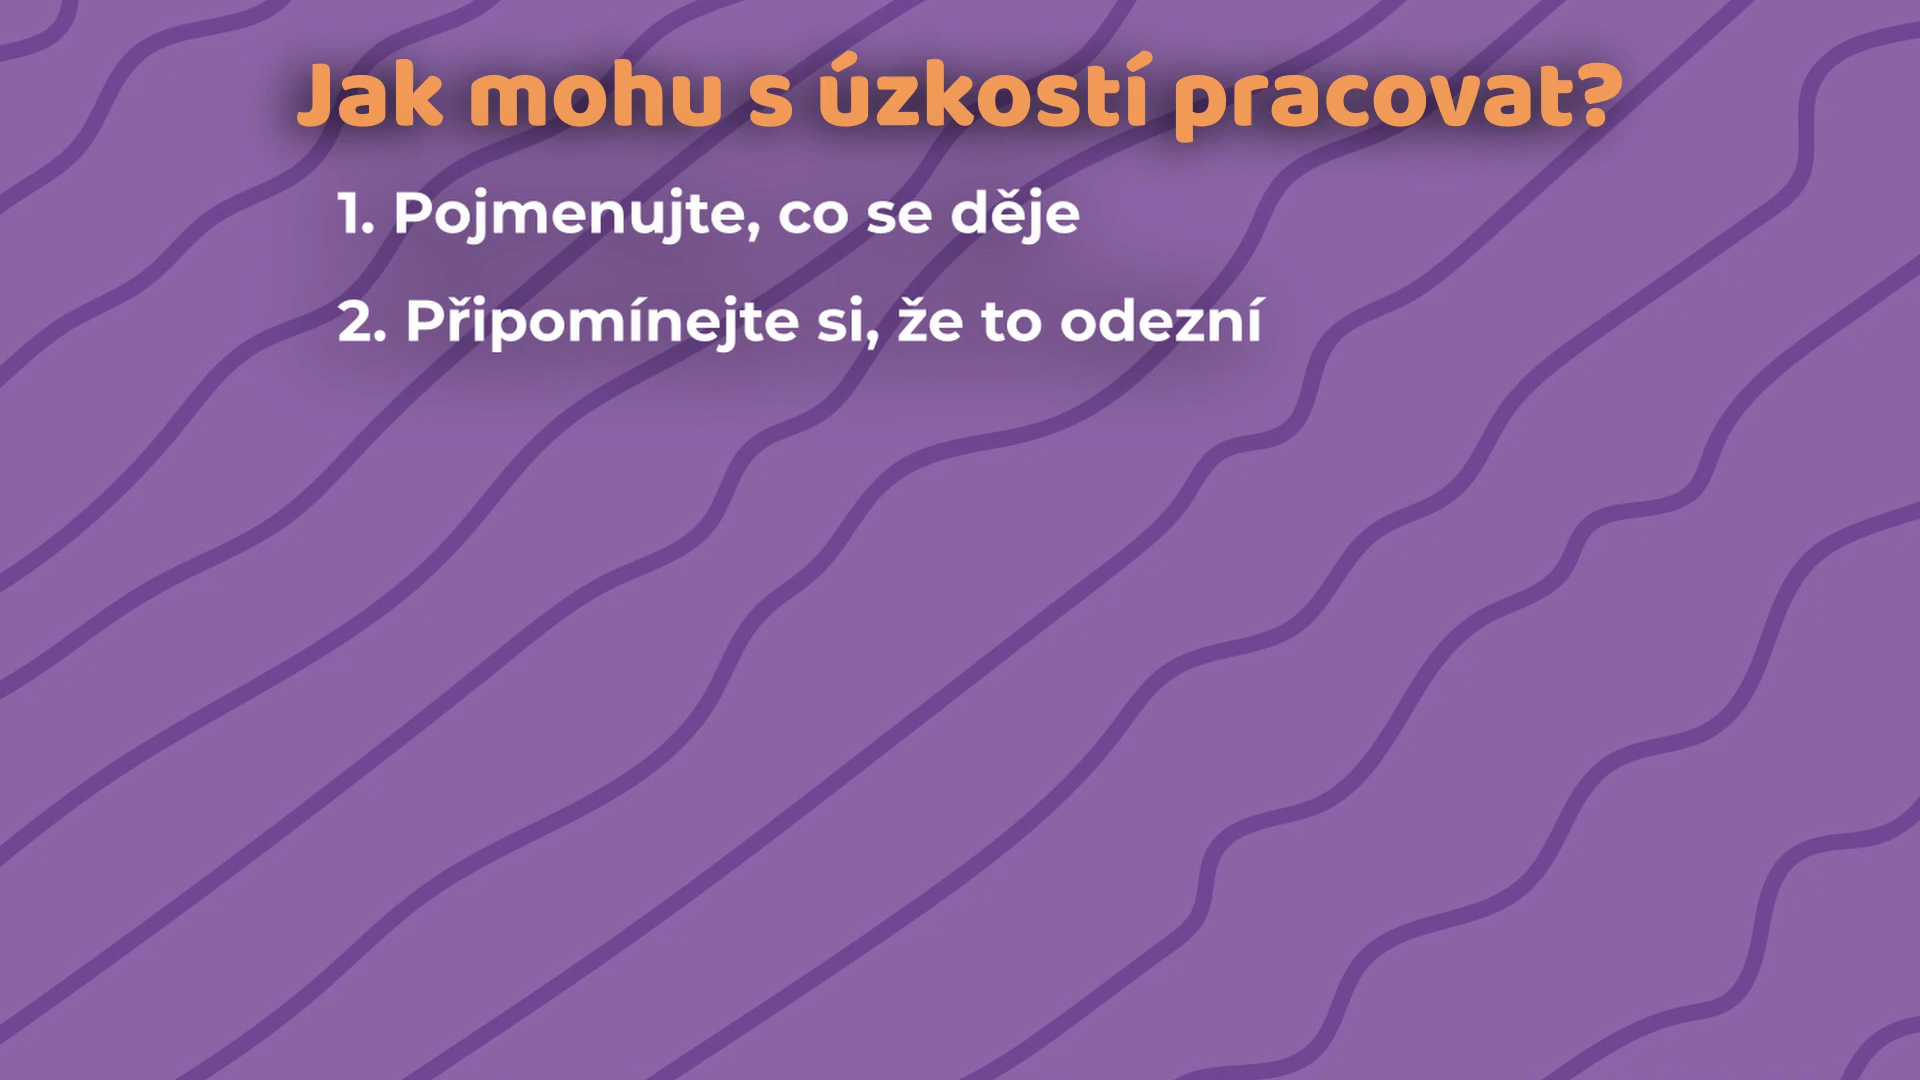 Jak mohu s úzkostí pracovat?
1. Pojmenujte, co se děje
2. Připomínejte si, že to odezní